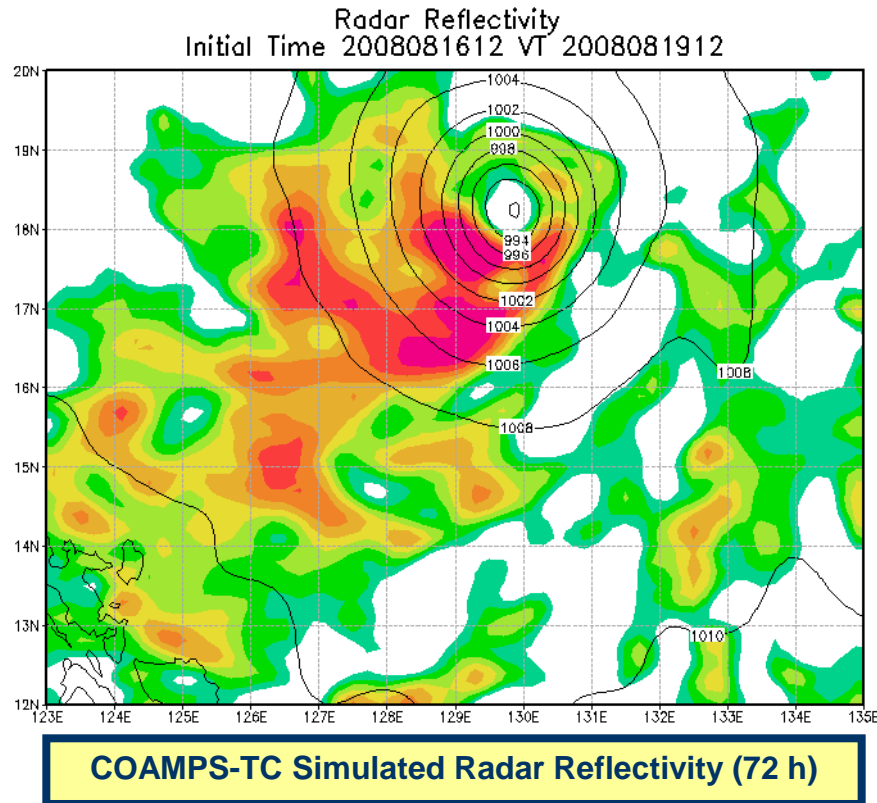 Radar Reflectivity
Initial Time 2008081612 VT 2008081912
20N
19N
18N
17N
16N
15N
14N
13N
12N
1004
1002
1000
998
994
996
1002
1004
1006
1008
1008
1010
123E 124E 125E 126E 127E 128E 129E 130E 131E 132E 133E 134E 135E
COAMPS-TC Simulated Radar Reflectivity (72 h)